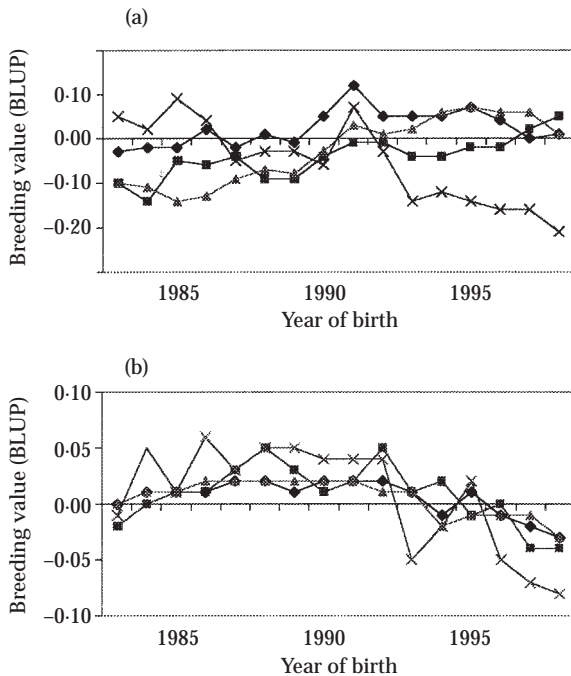 (a)
Breeding value (BLUP)
0·10
0·00
–0·10
–0·20
1985 1990 1995
Year of birth
(b)
Breeding value (BLUP)
0·10
0·05
0·00
–0·05
–0·10
1985 1990 1995
Year of birth